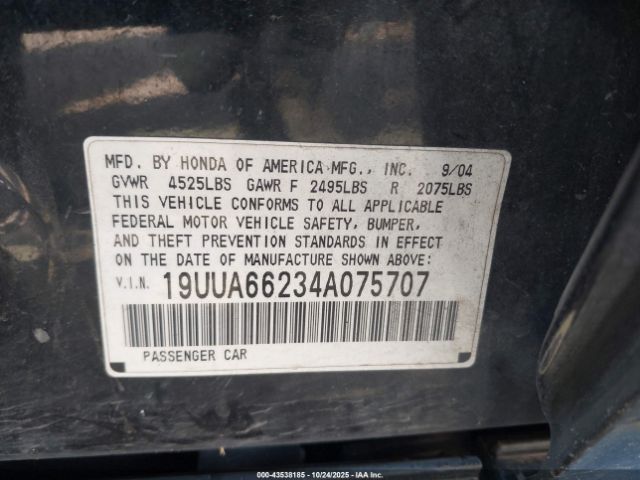 MFD. BY HONDA OF AMERICA MFG., INC. 9/04
GVWR 4525LBS GAWR F 2495LBS R 2075LBS
THIS VEHICLE CONFORMS TO ALL APPLICABLE
FEDERAL MOTOR VEHICLE SAFETY, BUMPER,
AND THEFT PREVENTION STANDARDS IN EFFECT
ON THE DATE OF MANUFACTURE SHOWN ABOVE:
V.I.N. 19UUA66234A075707
PASSENGER CAR
000-43538185 - 10/24/2025 - IAAI.com